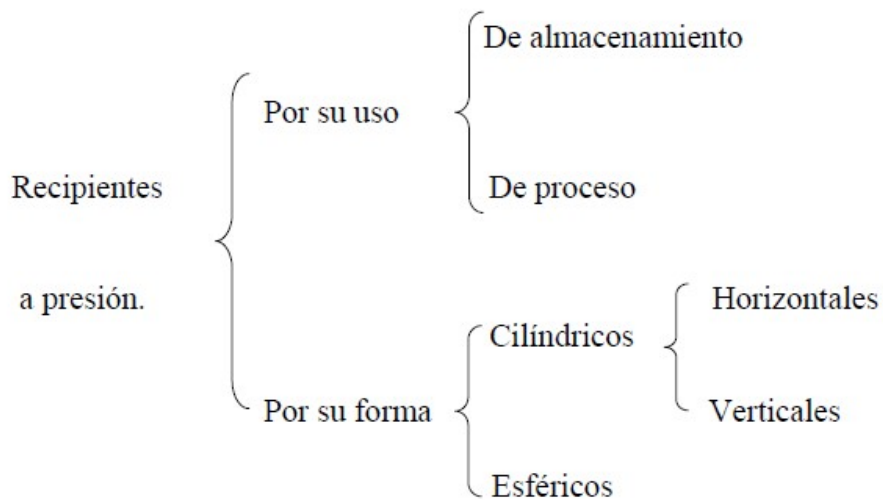 Recipientes
a presión.
Por su uso
De almacenamiento
De proceso
Por su forma
Cilíndricos
Horizontales
Verticales
Esféricos